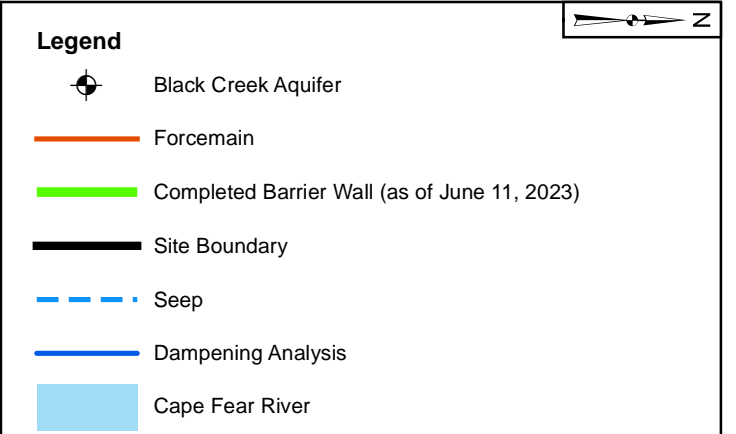 N
Legend
Black Creek Aquifer
Forcemain
Completed Barrier Wall (as of June 11, 2023)
Site Boundary
Seep
Dampening Analysis
Cape Fear River